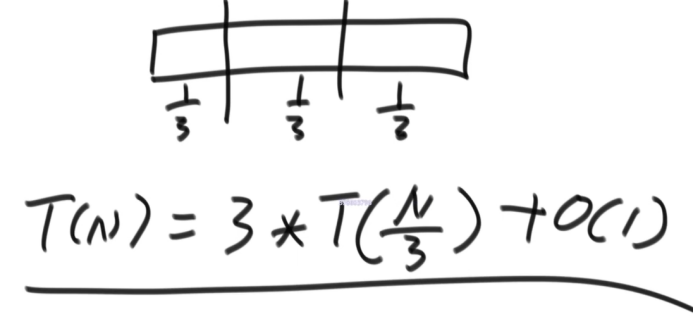 1/3 1/3 1/3
T(N) = 3 * T(N/3) + O(1)